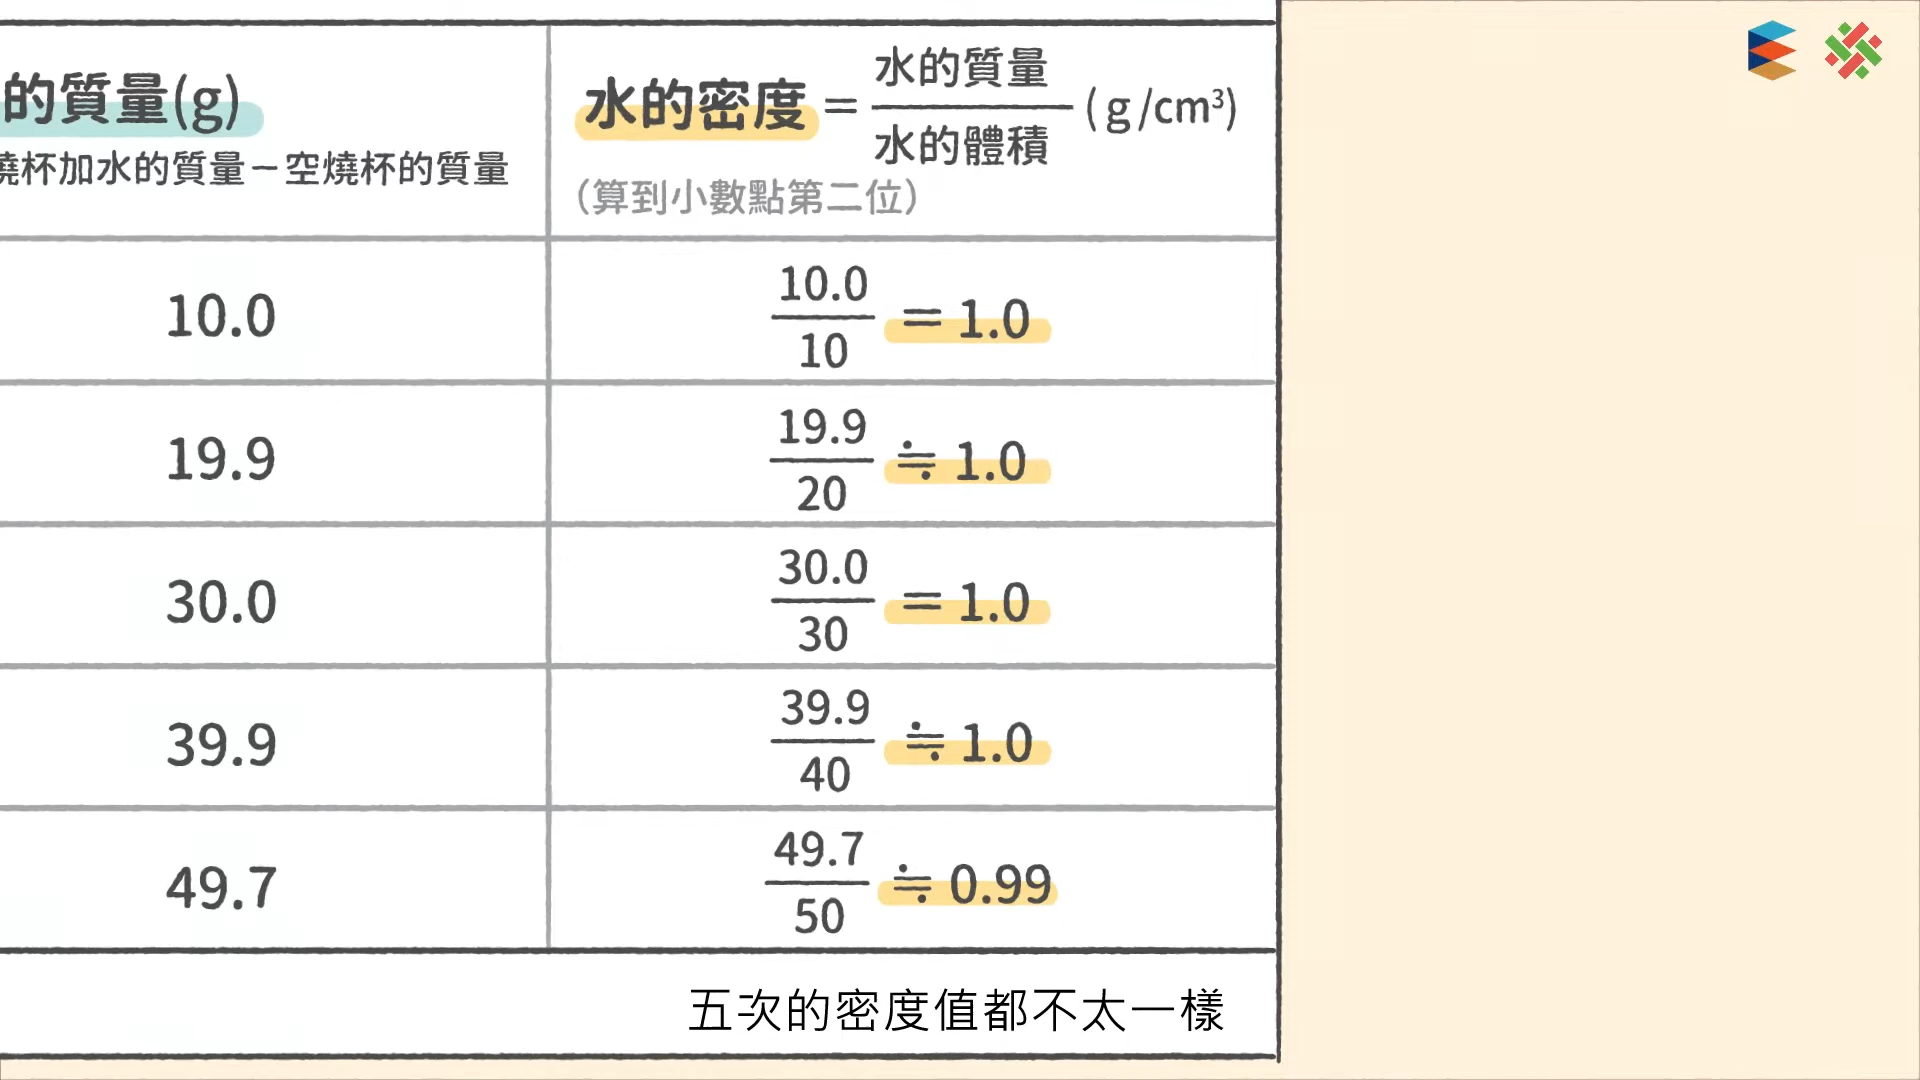 的質量(g)
燒杯加水的質量－空燒杯的質量
水的密度＝水的質量/水的體積 (g/cm³)
(算到小數點第二位)
10.0
10.0/10 ＝1.0
19.9
19.9/20 ≒1.0
30.0
30.0/30 ＝1.0
39.9
39.9/40 ≒1.0
49.7
49.7/50 ≒0.99
五次的密度值都不太一樣